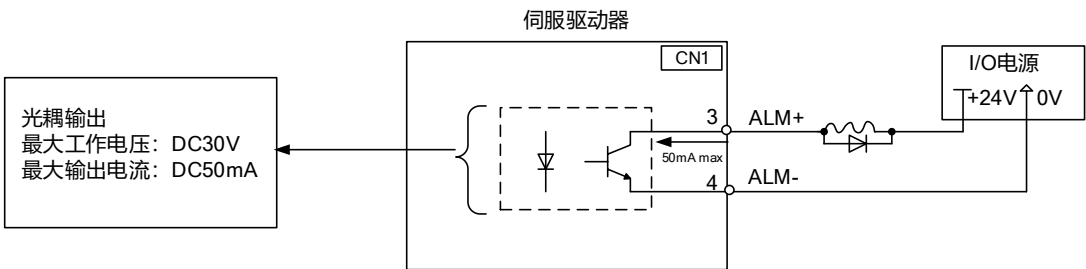 伺服驱动器
CN1
I/O电源
+24V 0V
光耦输出
最大工作电压：DC30V
最大输出电流：DC50mA
3 ALM+
50mA max
4 ALM-